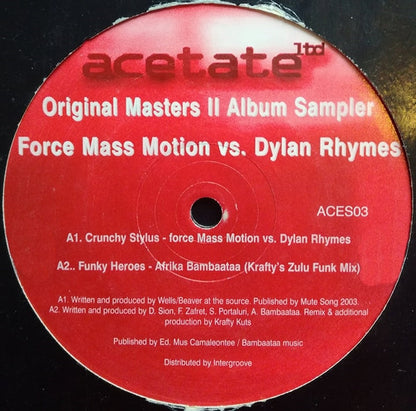 acetate ltd
Original Masters II Album Sampler
Force Mass Motion vs. Dylan Rhymes
ACES03
A1. Crunchy Stylus - force Mass Motion vs. Dylan Rhymes
A2.. Funky Heroes - Afrika Bambaataa (Krafty's Zulu Funk Mix)
A1. Written and produced by Wells/Beaver at the source. Published by Mute Song 2003.
A2. Written and produced by D. Sion, F. Zafret, S. Portaluri, A. Bambaataa. Remix & additional
production by Krafty Kuts
Published by Ed. Mus Camaleontee / Bambaataa music
Distributed by Intergroove